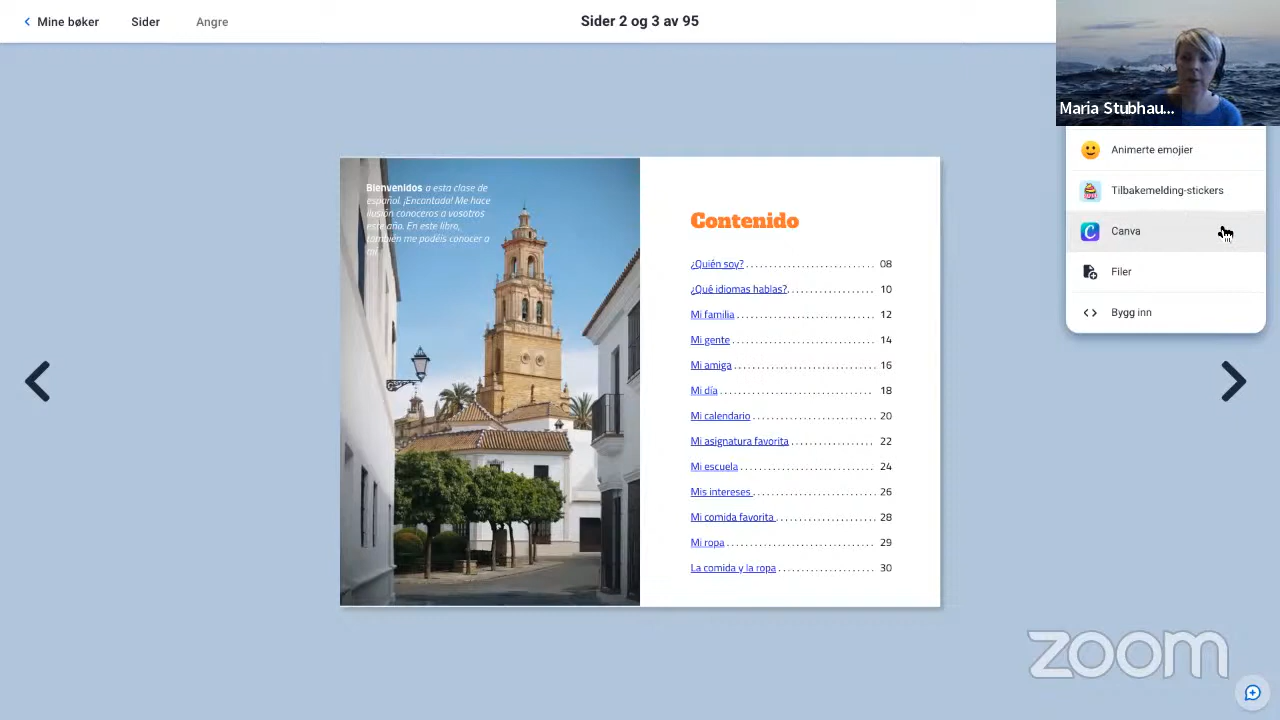 Mine bøker
Sider
Angre
Sider 2 og 3 av 95
Maria Stubhau...
Animerte emojier
Tilbakemelding-stickers
Canva
Filer
Bygg inn
Bienvenidos a esta clase de
español. ¡Encantada! Me hace
ilusión conoceros a vosotros
este año. En este libro,
también me podéis conocer a
mí.
Contenido
¿Quién soy? 08
¿Qué idiomas hablas? 10
Mi familia 12
Mi gente 14
Mi amiga 16
Mi día 18
Mi calendario 20
Mi asignatura favorita 22
Mi escuela 24
Mis intereses 26
Mi comida favorita 28
Mi ropa 29
La comida y la ropa 30
zoom